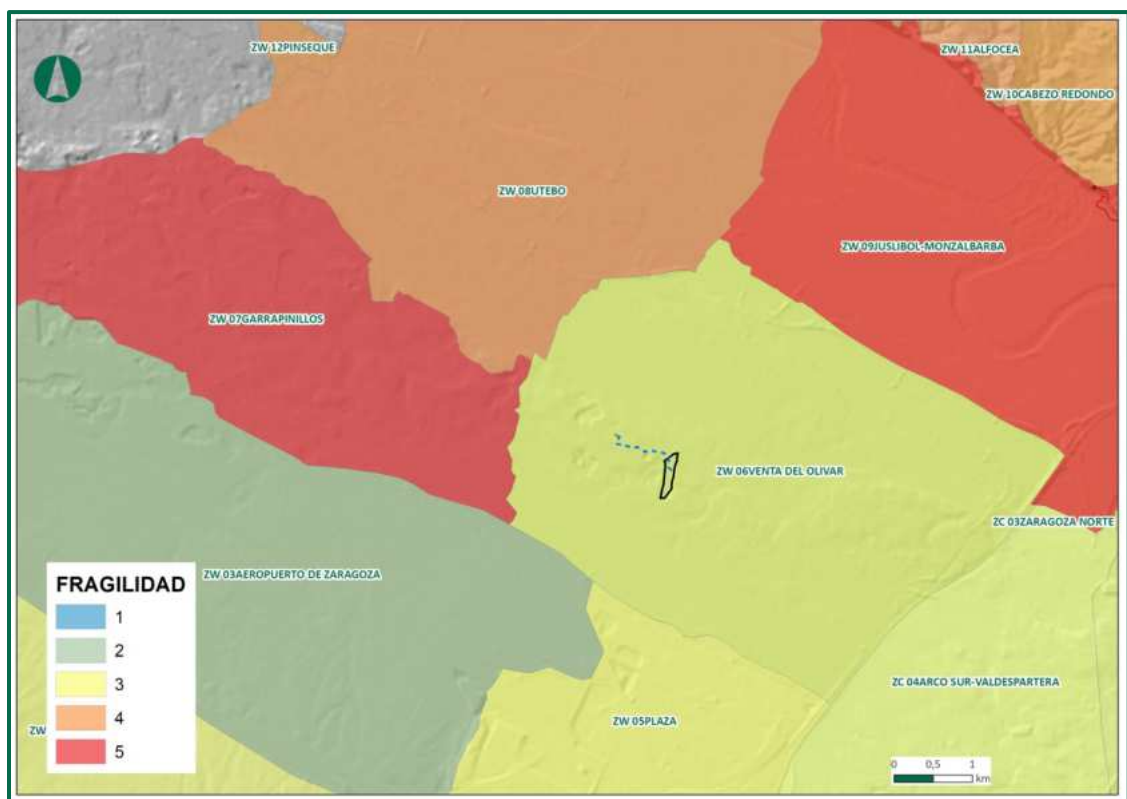 ZW 12PINSEQUE
ZW 11ALFOCEA
ZW 10CABEZO REDONDO
ZW 08UTEBO
ZW 09JUSLIBOL-MONZALBARBA
ZW 07GARRAPINILLOS
ZW 06VENTA DEL OLIVAR
ZC 03ZARAGOZA NORTE
ZW 03AEROPUERTO DE ZARAGOZA
ZC 04ARCO SUR-VALDESPARTERA
ZW 05PLAZA
ZW
FRAGILIDAD
1
2
3
4
5
0 0,5 1
km